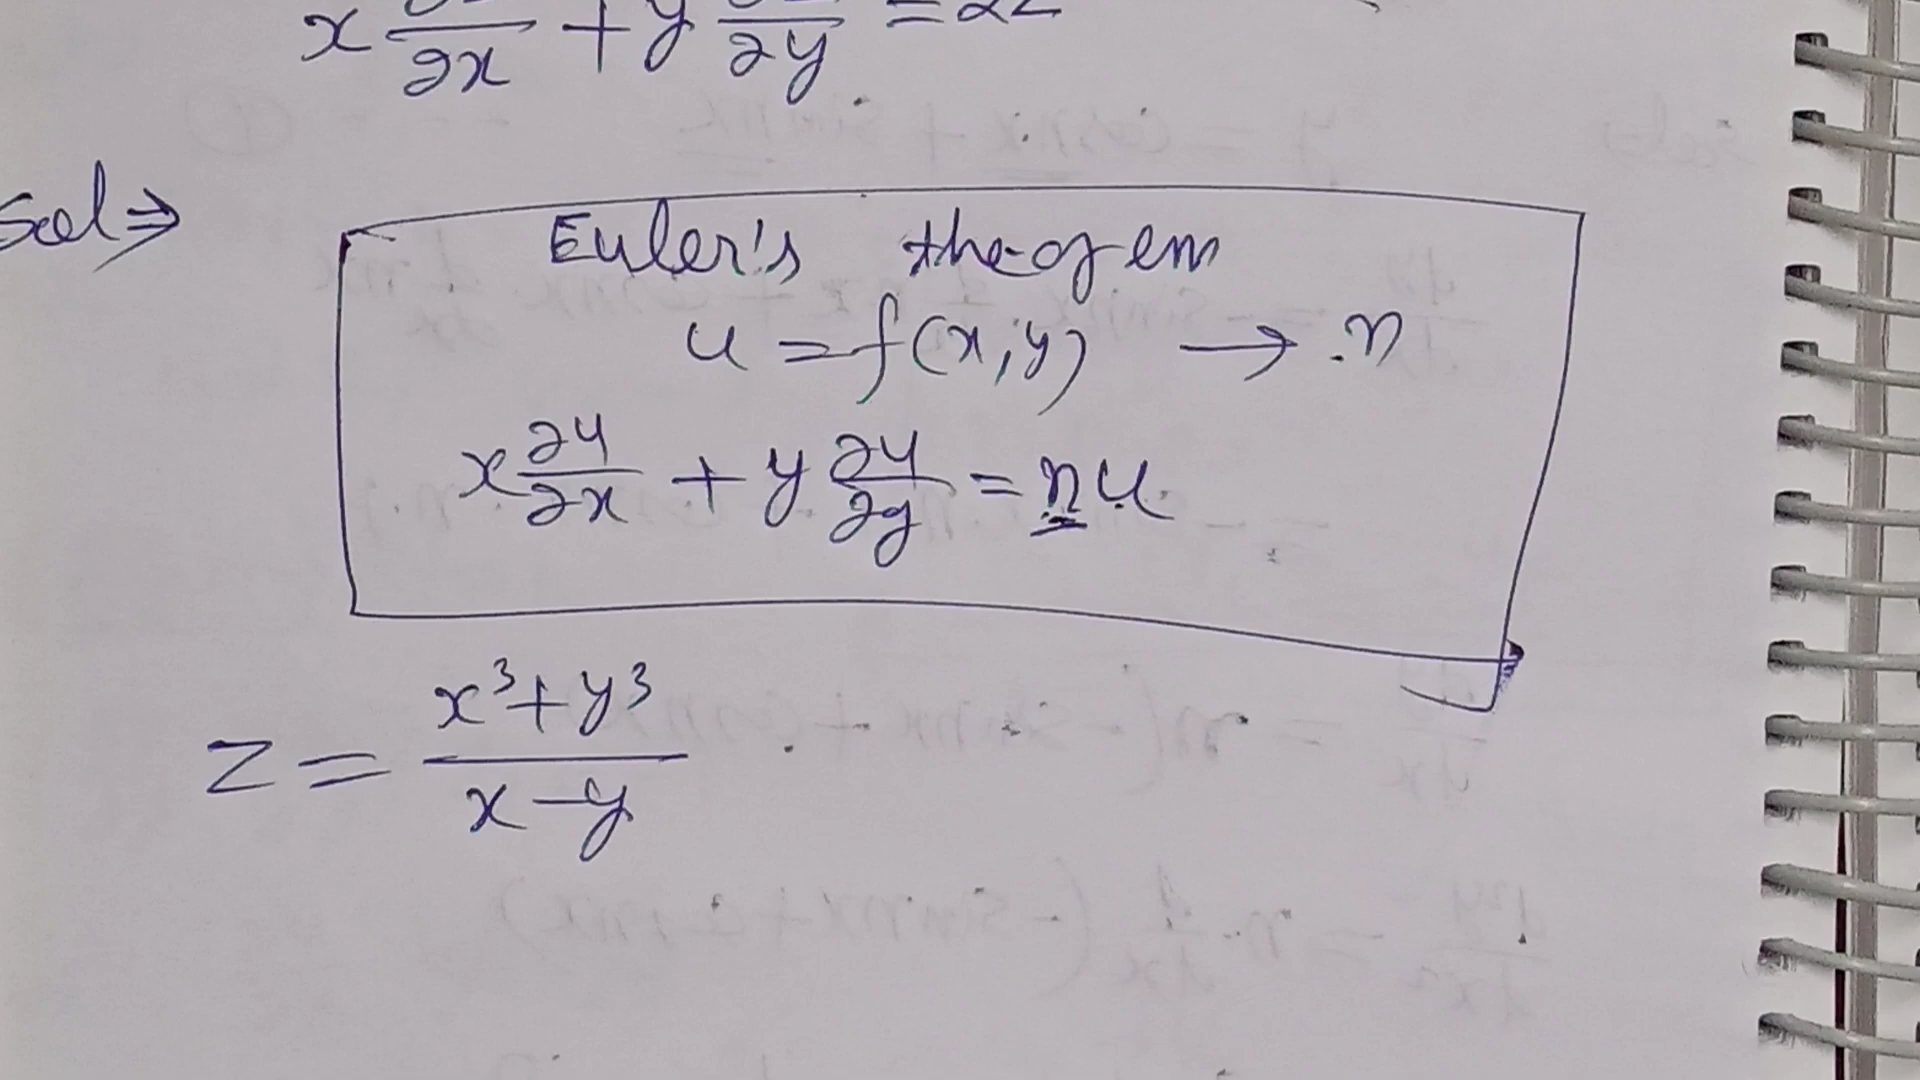 x ∂z/∂x + y ∂z/∂y = 2z
Sol ⇒
Euler's theorem
u = f(x,y) → n
x ∂u/∂x + y ∂u/∂y = nu
z = (x³+y³)/(x-y)